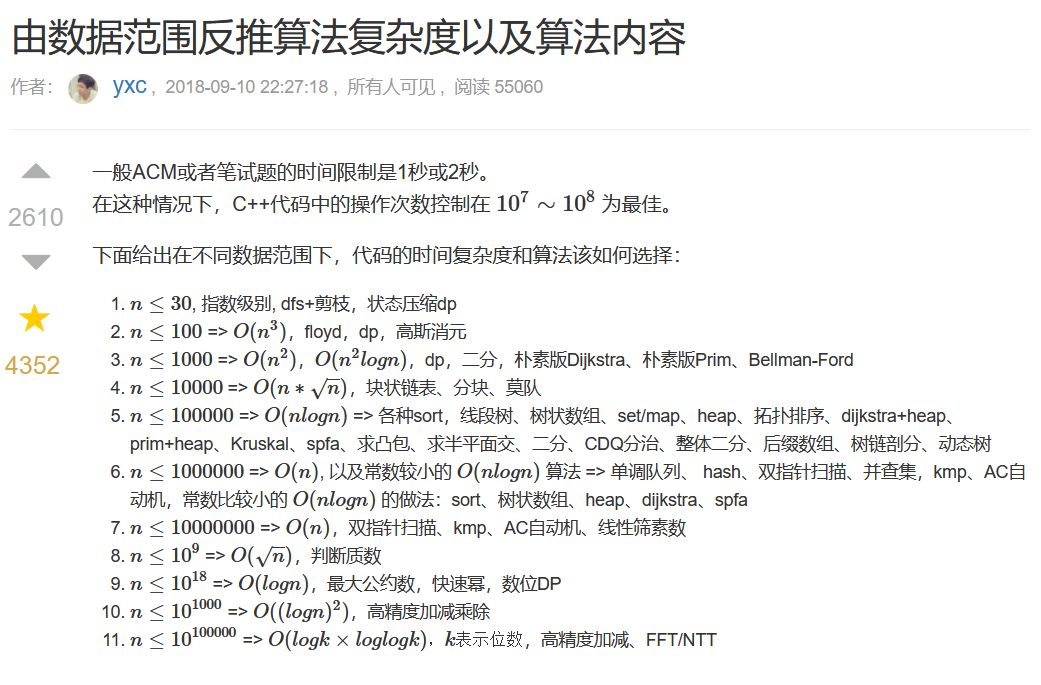 由数据范围反推算法复杂度以及算法内容
作者： yxc， 2018-09-10 22:27:18， 所有人可见， 阅读 55060
2610
4352
一般ACM或者笔试题的时间限制是1秒或2秒。
在这种情况下，C++代码中的操作次数控制在 10^7 ∼ 10^8 为最佳。
下面给出在不同数据范围下，代码的时间复杂度和算法该如何选择：
1. n ≤ 30, 指数级别, dfs+剪枝，状态压缩dp
2. n ≤ 100 => O(n^3)，floyd，dp，高斯消元
3. n ≤ 1000 => O(n^2)，O(n^2logn)，dp，二分，朴素版Dijkstra、朴素版Prim、Bellman-Ford
4. n ≤ 10000 => O(n ∗ √n)，块状链表、分块、莫队
5. n ≤ 100000 => O(nlogn) => 各种sort，线段树、树状数组、set/map、heap、拓扑排序、dijkstra+heap、
prim+heap、Kruskal、spfa、求凸包、求半平面交、二分、CDQ分治、整体二分、后缀数组、树链剖分、动态树
6. n ≤ 1000000 => O(n), 以及常数较小的 O(nlogn) 算法 => 单调队列、 hash、双指针扫描、并查集，kmp、AC自
动机，常数比较小的 O(nlogn) 的做法：sort、树状数组、heap、dijkstra、spfa
7. n ≤ 10000000 => O(n)，双指针扫描、kmp、AC自动机、线性筛素数
8. n ≤ 10^9 => O(√n)，判断质数
9. n ≤ 10^18 => O(logn)，最大公约数，快速幂，数位DP
10. n ≤ 10^1000 => O((logn)^2)，高精度加减乘除
11. n ≤ 10^100000 => O(logk × loglogk)，k表示位数，高精度加减、FFT/NTT